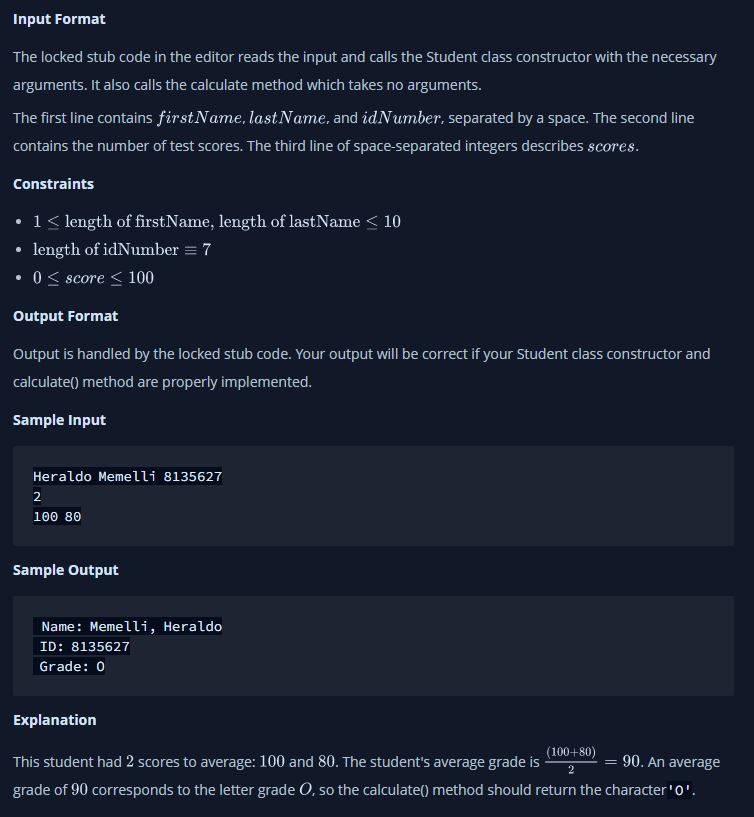 Input Format
The locked stub code in the editor reads the input and calls the Student class constructor with the necessary
arguments. It also calls the calculate method which takes no arguments.
The first line contains firstName, lastName, and idNumber, separated by a space. The second line
contains the number of test scores. The third line of space-separated integers describes scores.
Constraints
• 1 ≤ length of firstName, length of lastName ≤ 10
• length of idNumber ≡ 7
• 0 ≤ score ≤ 100
Output Format
Output is handled by the locked stub code. Your output will be correct if your Student class constructor and
calculate() method are properly implemented.
Sample Input
Heraldo Memelli 8135627
2
100 80
Sample Output
Name: Memelli, Heraldo
ID: 8135627
Grade: O
Explanation
This student had 2 scores to average: 100 and 80. The student's average grade is (100+80)/2 = 90. An average
grade of 90 corresponds to the letter grade O, so the calculate() method should return the character'O'.